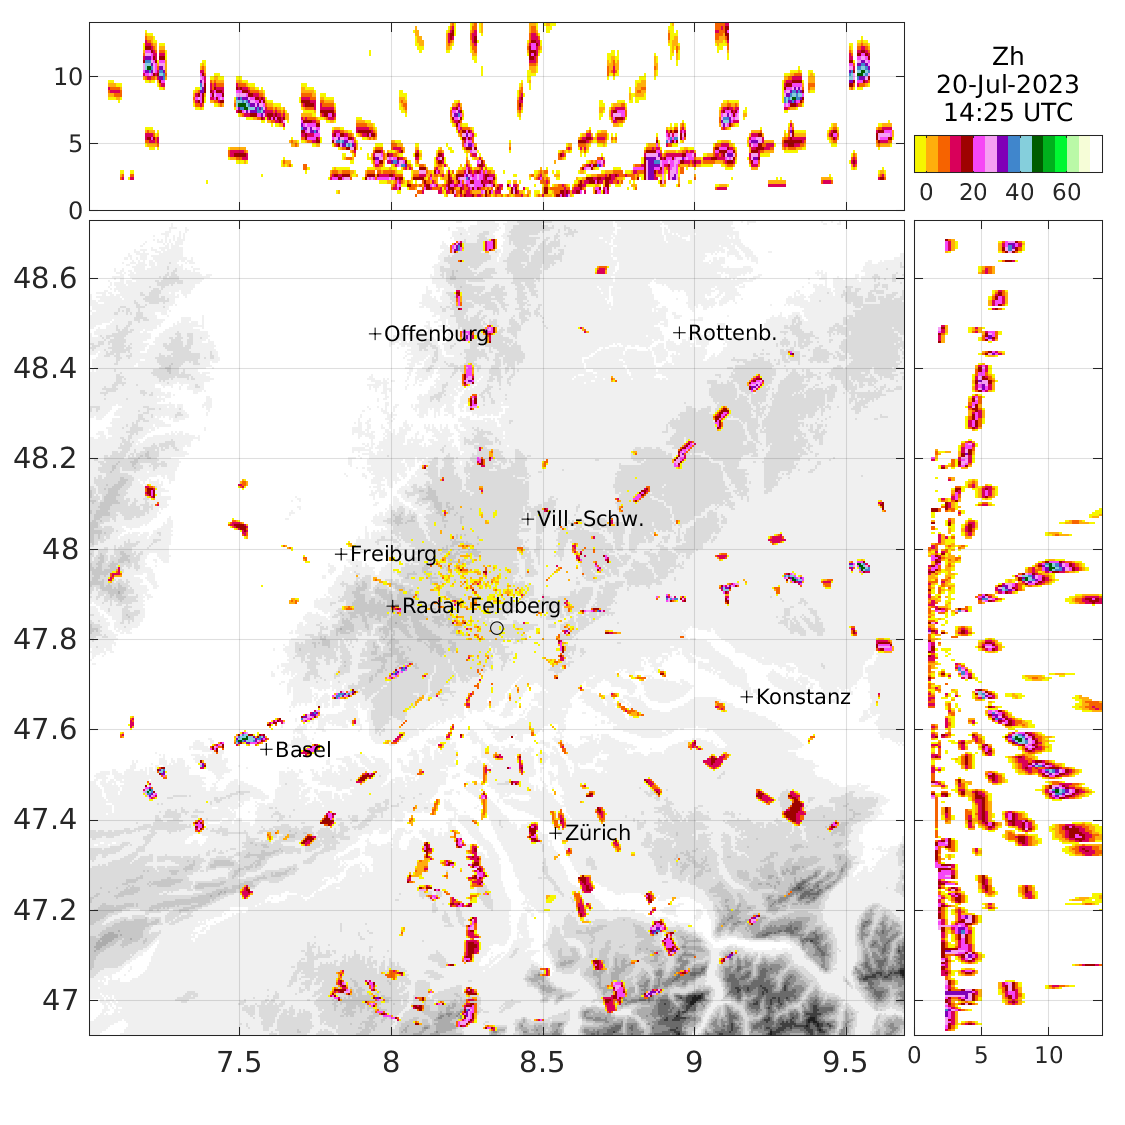 Zh
20-Jul-2023
14:25 UTC
10
5
0
0 20 40 60
48.6
48.4
48.2
48
47.8
47.6
47.4
47.2
47
+Offenburg
+Rottenb.
+Vill.-Schw.
+Freiburg
+Radar Feldberg
+Konstanz
+Basel
+Zürich
7.5 8 8.5 9 9.5
0 5 10